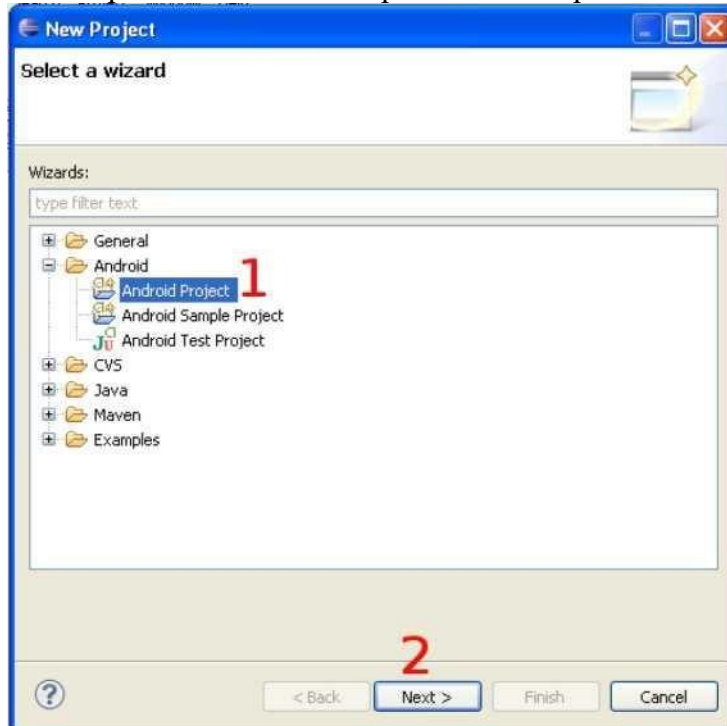 New Project
Select a wizard
Wizards:
type filter text
General
Android
Android Project 1
Android Sample Project
Android Test Project
CVS
Java
Maven
Examples
2
? < Back Next > Finish Cancel